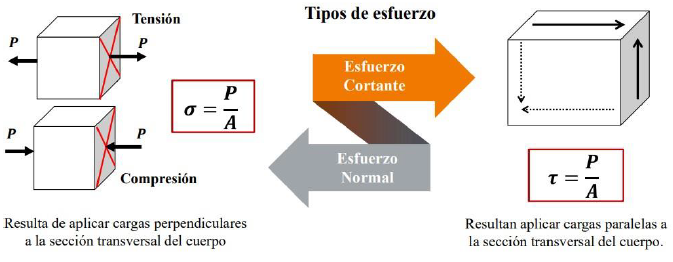 Tipos de esfuerzo
Tensión
P
P
P
P
Compresión
σ = P
A
Resulta de aplicar cargas perpendiculares
a la sección transversal del cuerpo
Esfuerzo
Cortante
Esfuerzo
Normal
τ = P
A
Resultan aplicar cargas paralelas a
la sección transversal del cuerpo.